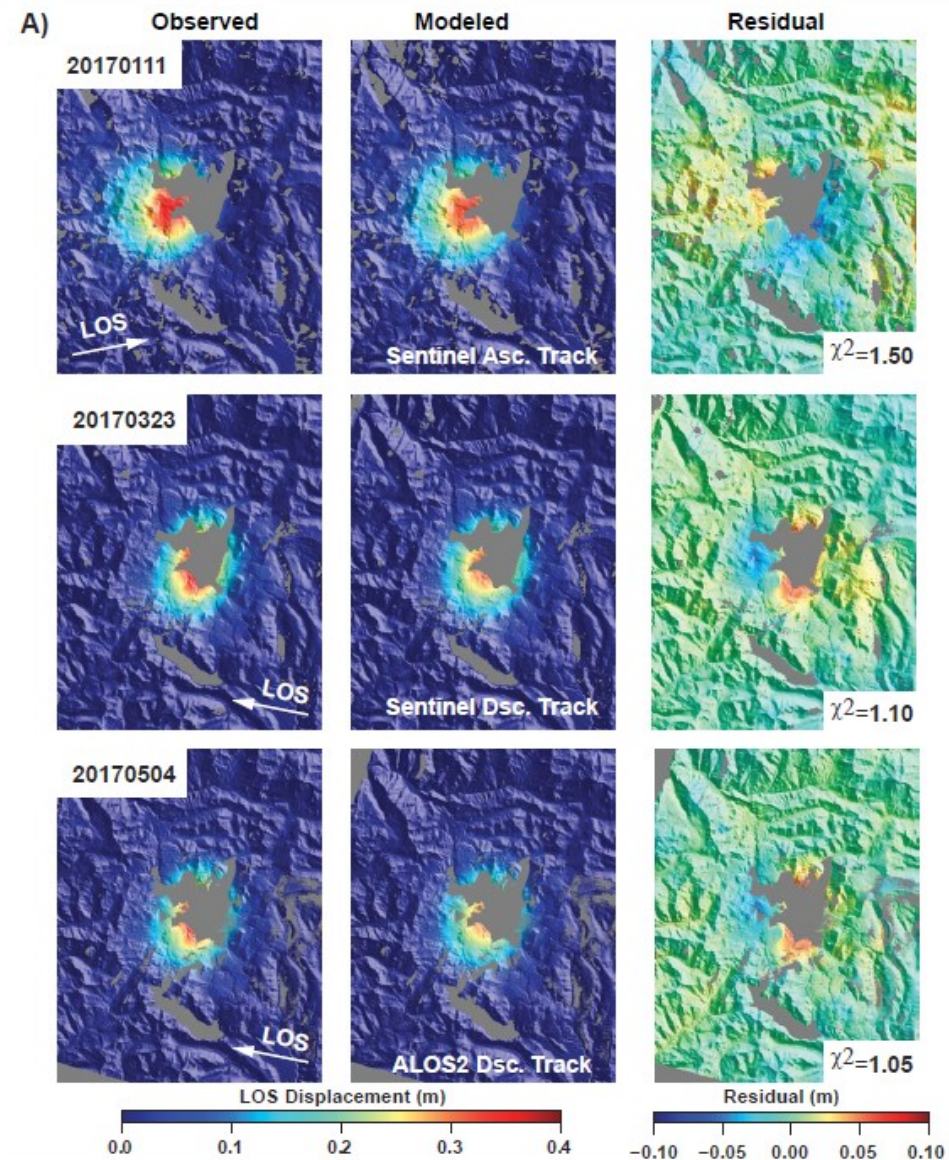 A)
Observed Modeled Residual
20170111
LOS
Sentinel Asc. Track
χ2=1.50
20170323
LOS
Sentinel Dsc. Track
χ2=1.10
20170504
LOS
ALOS2 Dsc. Track
χ2=1.05
LOS Displacement (m) Residual (m)
0.0 0.1 0.2 0.3 0.4 −0.10 −0.05 0.00 0.05 0.10